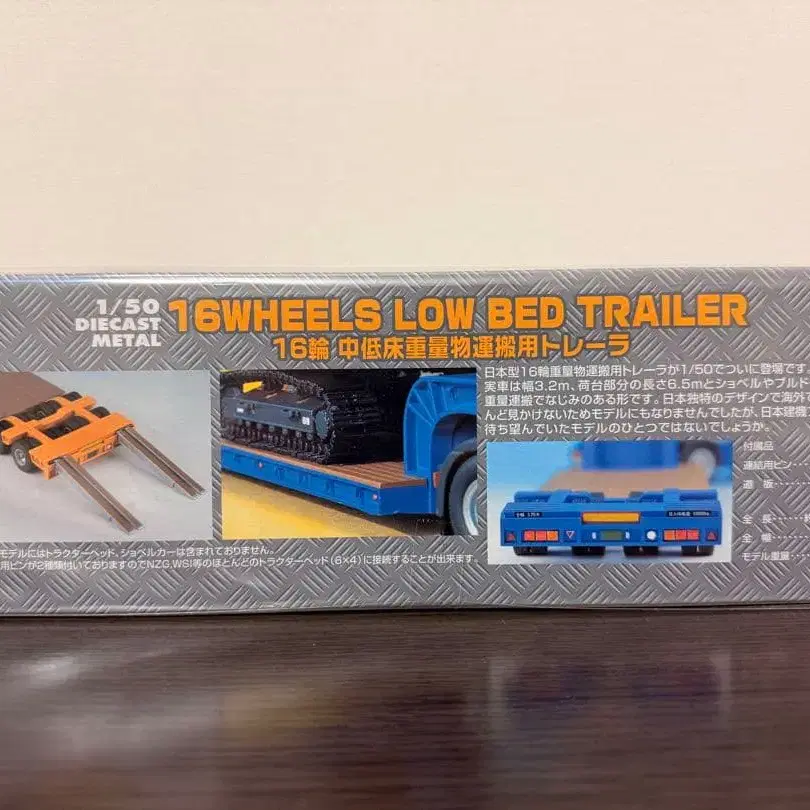 1/50
DIECAST
METAL
16WHEELS LOW BED TRAILER
16輪 中低床重量物運搬用トレーラ
日本型16輪重量物運搬用トレーラが1/50でついに登場です。
実車は幅3.2m、荷台部分の長さ6.5mとショベルやブルド
重量運搬でなじみのある形です。日本独特のデザインで海外で
んど見かけないためモデルにもなりませんでしたが、日本建機
待ち望んでいたモデルのひとつではないでしょうか。
付属品
連結用ピン
道 板
全 長
全 幅
モデル重量
モデルにはトラクターヘッド、ショベルカーは含まれておりません。
用ピンが2種類付いておりますのでNZG,WSI等のほとんどのトラクターヘッド(6×4)に接続することが出来ます。